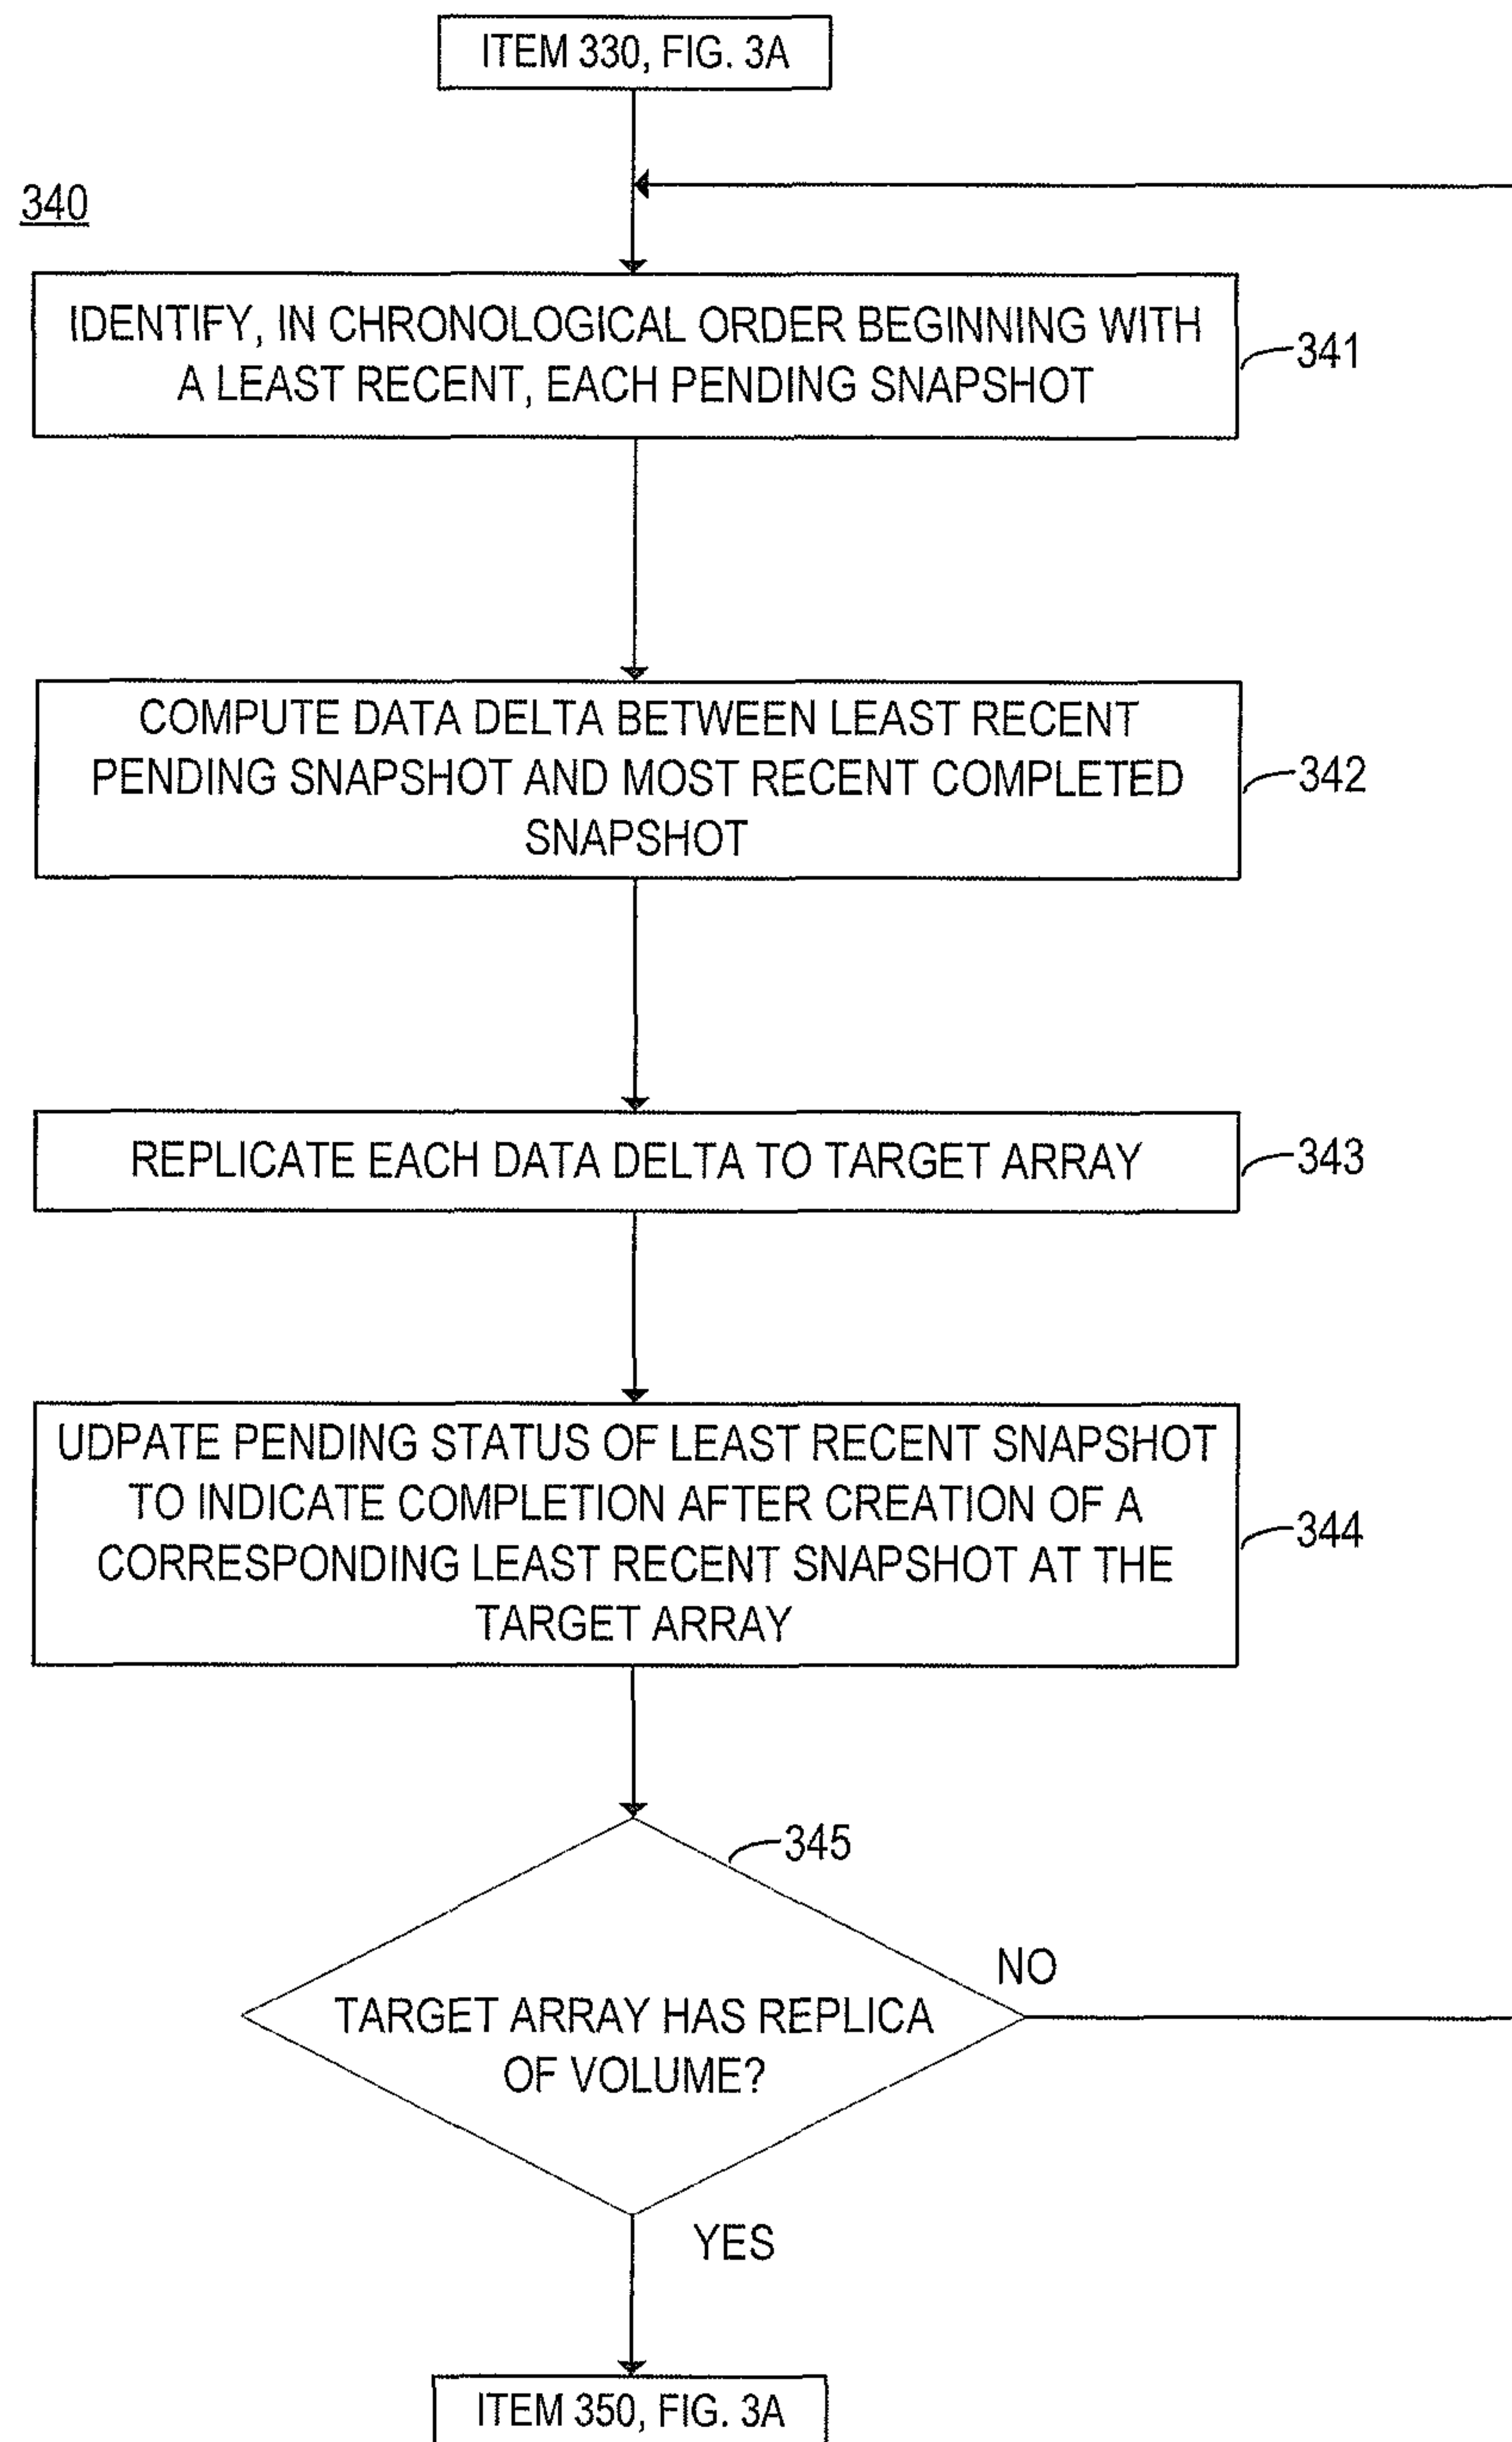 ITEM 330, FIG. 3A
340
IDENTIFY, IN CHRONOLOGICAL ORDER BEGINNING WITH
A LEAST RECENT, EACH PENDING SNAPSHOT
341
COMPUTE DATA DELTA BETWEEN LEAST RECENT
PENDING SNAPSHOT AND MOST RECENT COMPLETED
SNAPSHOT
342
REPLICATE EACH DATA DELTA TO TARGET ARRAY
343
UDPATE PENDING STATUS OF LEAST RECENT SNAPSHOT
TO INDICATE COMPLETION AFTER CREATION OF A
CORRESPONDING LEAST RECENT SNAPSHOT AT THE
TARGET ARRAY
344
345
TARGET ARRAY HAS REPLICA
OF VOLUME?
NO
YES
ITEM 350, FIG. 3A